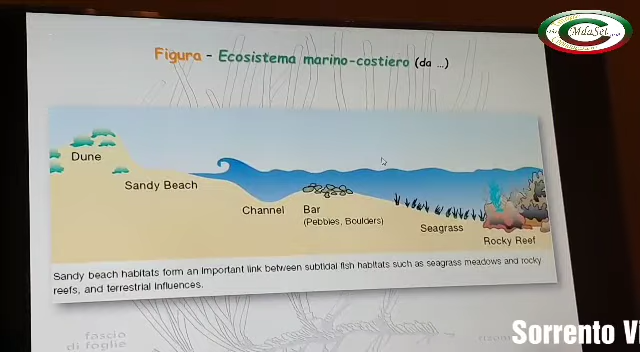 Figura - Ecosistema marino-costiero (da ...)
Dune
Sandy Beach
Channel
Bar
(Pebbles, Boulders)
Seagrass
Rocky Reef
Sandy beach habitats form an important link between subtidal fish habitats such as seagrass meadows and rocky
reefs, and terrestrial influences.
fascio
di foglie
MdaSet
Sorrento Vi